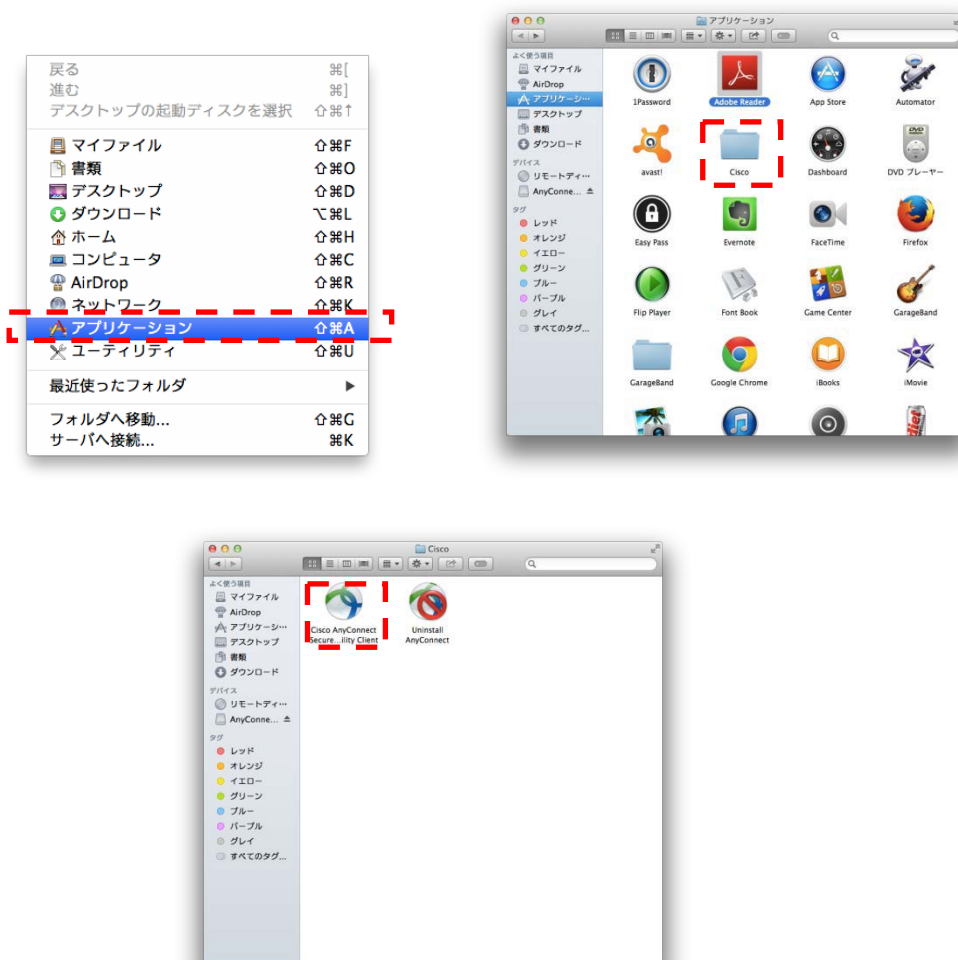 戻る ⌘[
進む ⌘]
デスクトップの起動ディスクを選択 ⇧⌘↑
マイファイル ⇧⌘F
書類 ⇧⌘O
デスクトップ ⇧⌘D
ダウンロード ⌥⌘L
ホーム ⇧⌘H
コンピュータ ⇧⌘C
AirDrop ⇧⌘R
ネットワーク ⇧⌘K
アプリケーション ⇧⌘A
ユーティリティ ⇧⌘U
最近使ったフォルダ ▶
フォルダへ移動... ⇧⌘G
サーバへ接続... ⌘K
アプリケーション
よく使う項目
マイファイル
AirDrop
アプリケーシ…
デスクトップ
書類
ダウンロード
デバイス
リモートディ…
AnyConne...
タグ
レッド
オレンジ
イエロー
グリーン
ブルー
パープル
グレイ
すべてのタグ...
1Password Adobe Reader App Store Automator
avast! Cisco Dashboard DVD プレーヤー
Easy Pass Evernote FaceTime Firefox
Flip Player Font Book Game Center GarageBand
GarageBand Google Chrome iBooks iMovie
Cisco
よく使う項目
マイファイル
AirDrop
アプリケーシ…
デスクトップ
書類
ダウンロード
デバイス
リモートディ…
AnyConne...
タグ
レッド
オレンジ
イエロー
グリーン
ブルー
パープル
グレイ
すべてのタグ...
Cisco AnyConnect
Secure...ility Client
Uninstall
AnyConnect